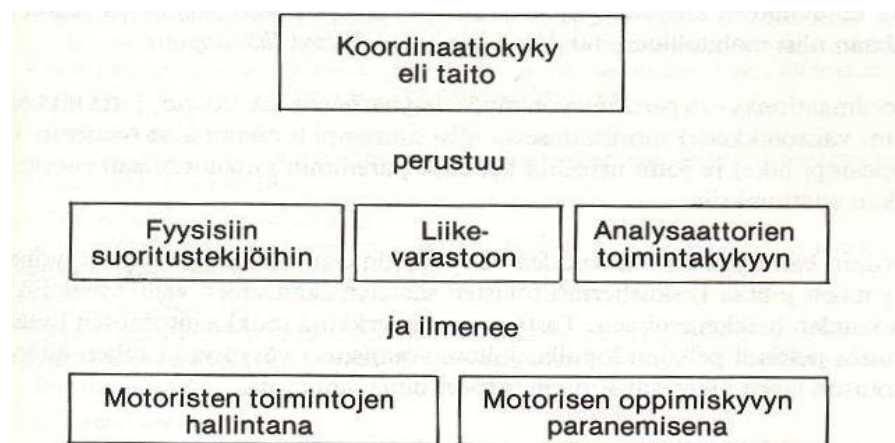 Koordinaatiokyky
eli taito
perustuu
Fyysisiin
suoritustekijöihin
Liike-
varastoon
Analysaattorien
toimintakykyyn
ja ilmenee
Motoristen toimintojen
hallintana
Motorisen oppimiskyvyn
paranemisena